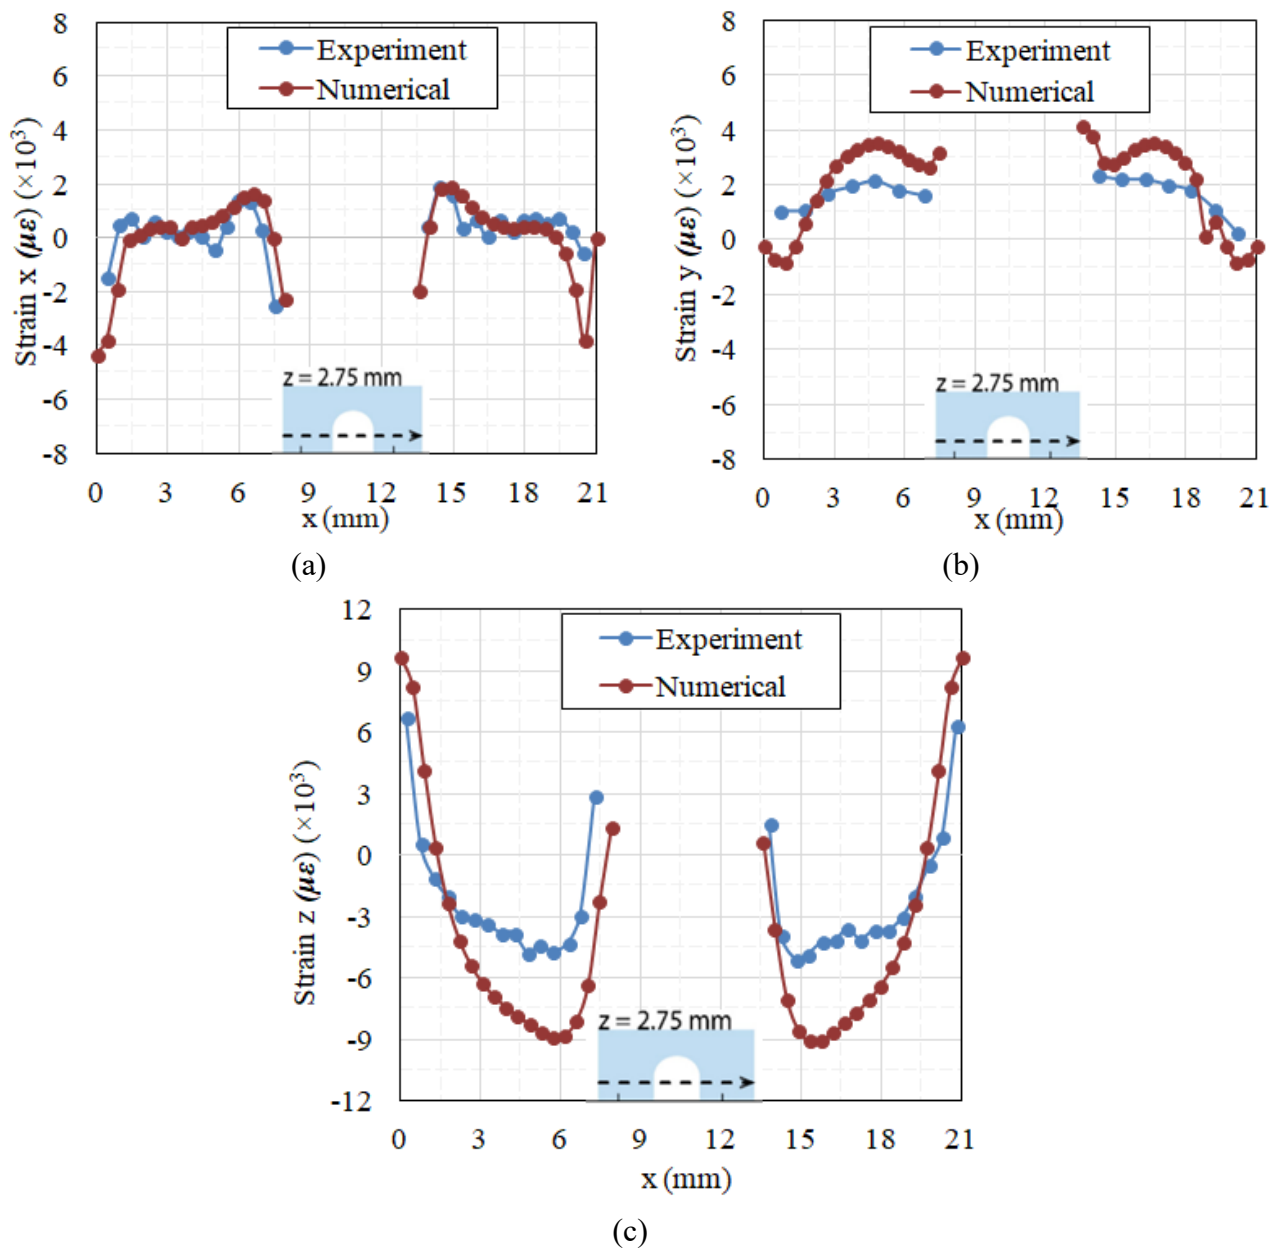 8
6
4
2
0
-2
-4
-6
-8
Strain x (με) (×10³)
Experiment
Numerical
z = 2.75 mm
0 3 6 9 12 15 18 21
x (mm)
(a)
8
6
4
2
0
-2
-4
-6
-8
Strain y (με) (×10³)
Experiment
Numerical
z = 2.75 mm
0 3 6 9 12 15 18 21
x (mm)
(b)
12
9
6
3
0
-3
-6
-9
-12
Strain z (με) (×10³)
Experiment
Numerical
z = 2.75 mm
0 3 6 9 12 15 18 21
x (mm)
(c)